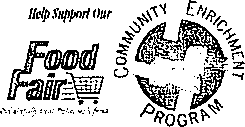 Help Support Our
Food
Fair
COMMUNITY ENRICHMENT
PROGRAM